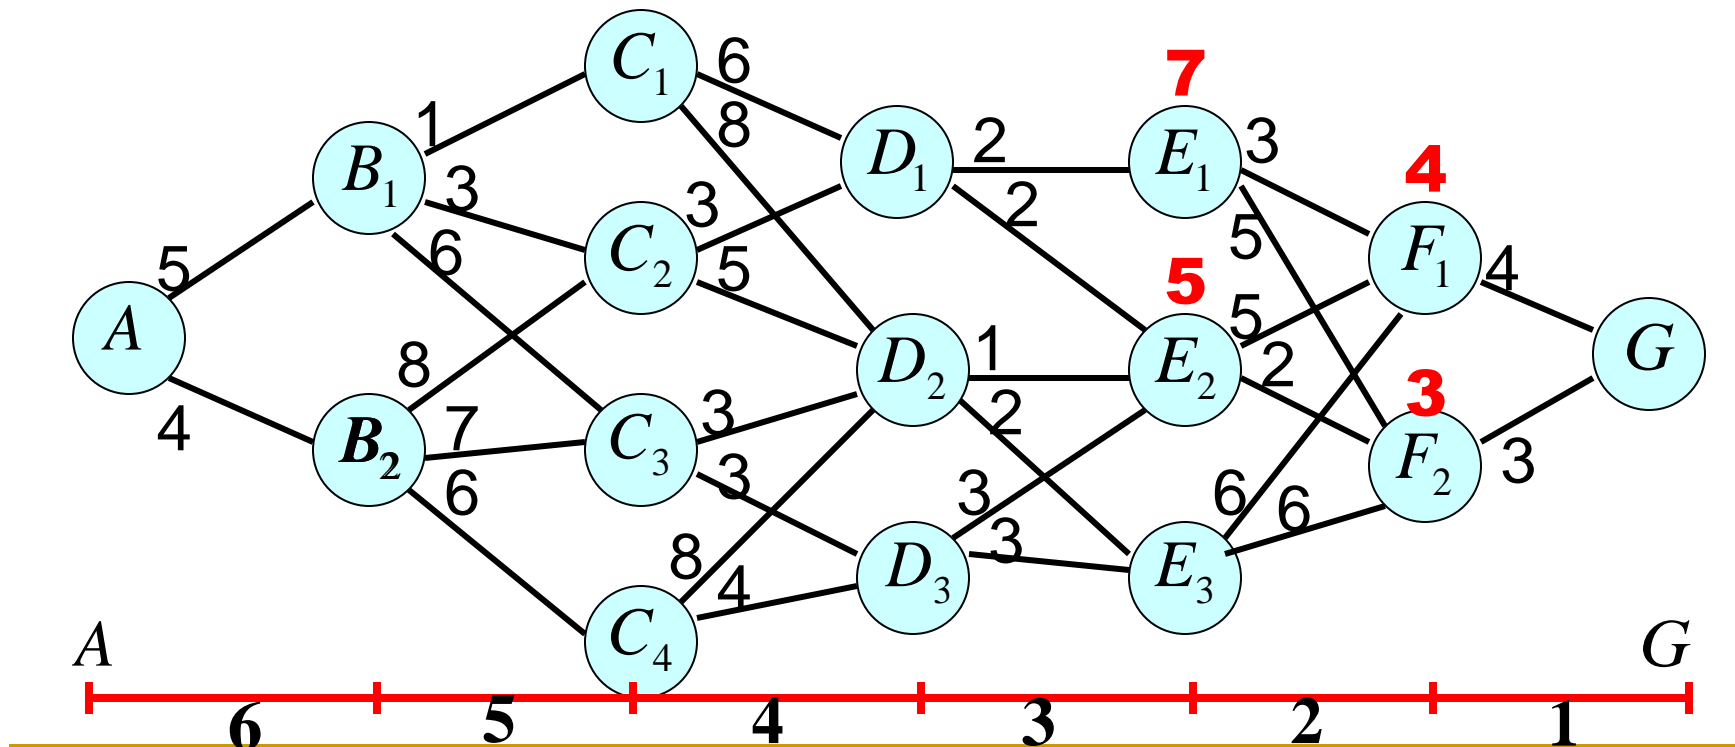 C1 6
7
1 8 D1 2 E1 3
B1 3 4
6 C2 3 2 5 F1 4
5 5 5 5
A D2 1 E2 2 G
8 3
4 B2 7 C3 3 2 F2 3
6 3 3 6 6
8 4 D3 3 E3
A C4 G
6 5 4 3 2 1